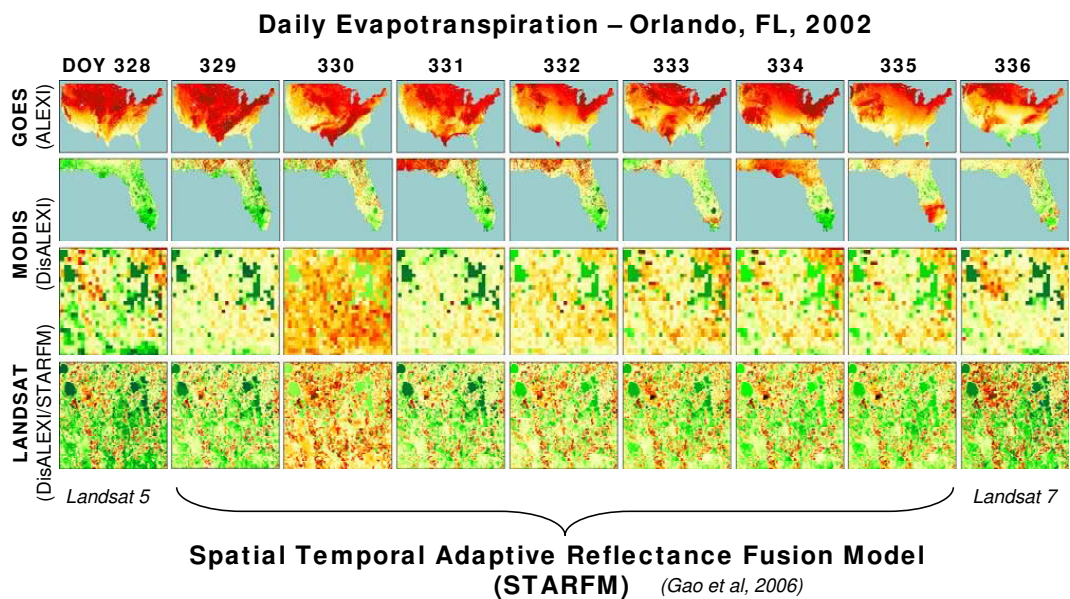 Daily Evapotranspiration – Orlando, FL, 2002
DOY 328 329 330 331 332 333 334 335 336
GOES
(ALEXI)
MODIS
(DisALEXI)
LANDSAT
(DisALEXI/STARFM)
Landsat 5
Landsat 7
Spatial Temporal Adaptive Reflectance Fusion Model
(STARFM) (Gao et al, 2006)